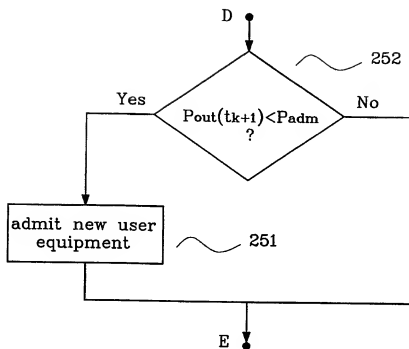 D
252
Yes
Pout(tk+1)<Padm
?
No
admit new user
equipment
251
E